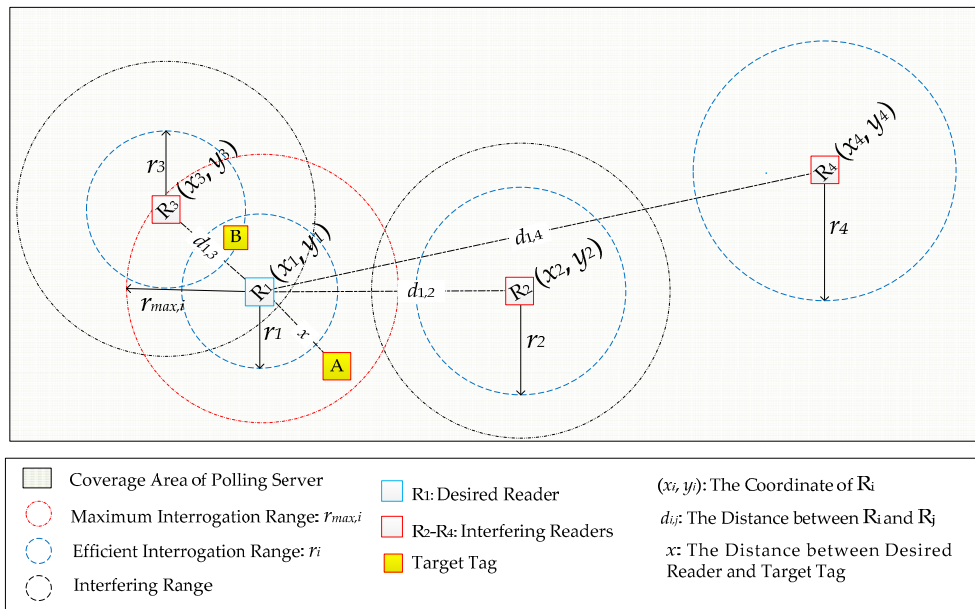 r3
R3 (x3, y3)
B
d1,3
rmax,i
R1 (x1, y1)
r1
x
A
d1,2
d1,4
R2 (x2, y2)
r2
R4 (x4, y4)
r4
Coverage Area of Polling Server
Maximum Interrogation Range: rmax,i
Efficient Interrogation Range: ri
Interfering Range
R1: Desired Reader
R2-R4: Interfering Readers
Target Tag
(xi, yi): The Coordinate of Ri
di,j: The Distance between Ri and Rj
x: The Distance between Desired
Reader and Target Tag